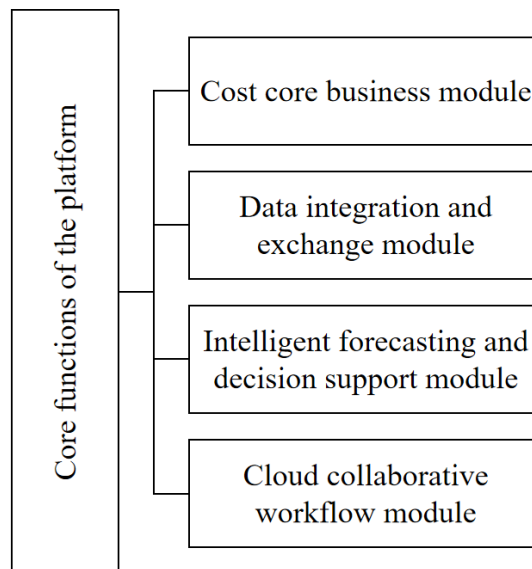 Core functions of the platform
Cost core business module
Data integration and
exchange module
Intelligent forecasting and
decision support module
Cloud collaborative
workflow module